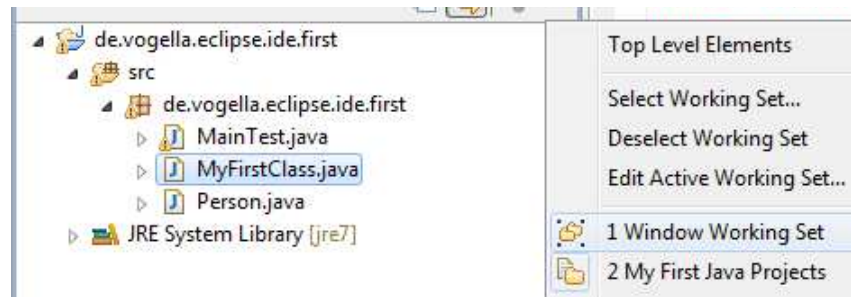 de.vogella.eclipse.ide.first
src
de.vogella.eclipse.ide.first
MainTest.java
MyFirstClass.java
Person.java
JRE System Library [jre7]
Top Level Elements
Select Working Set...
Deselect Working Set
Edit Active Working Set...
1 Window Working Set
2 My First Java Projects